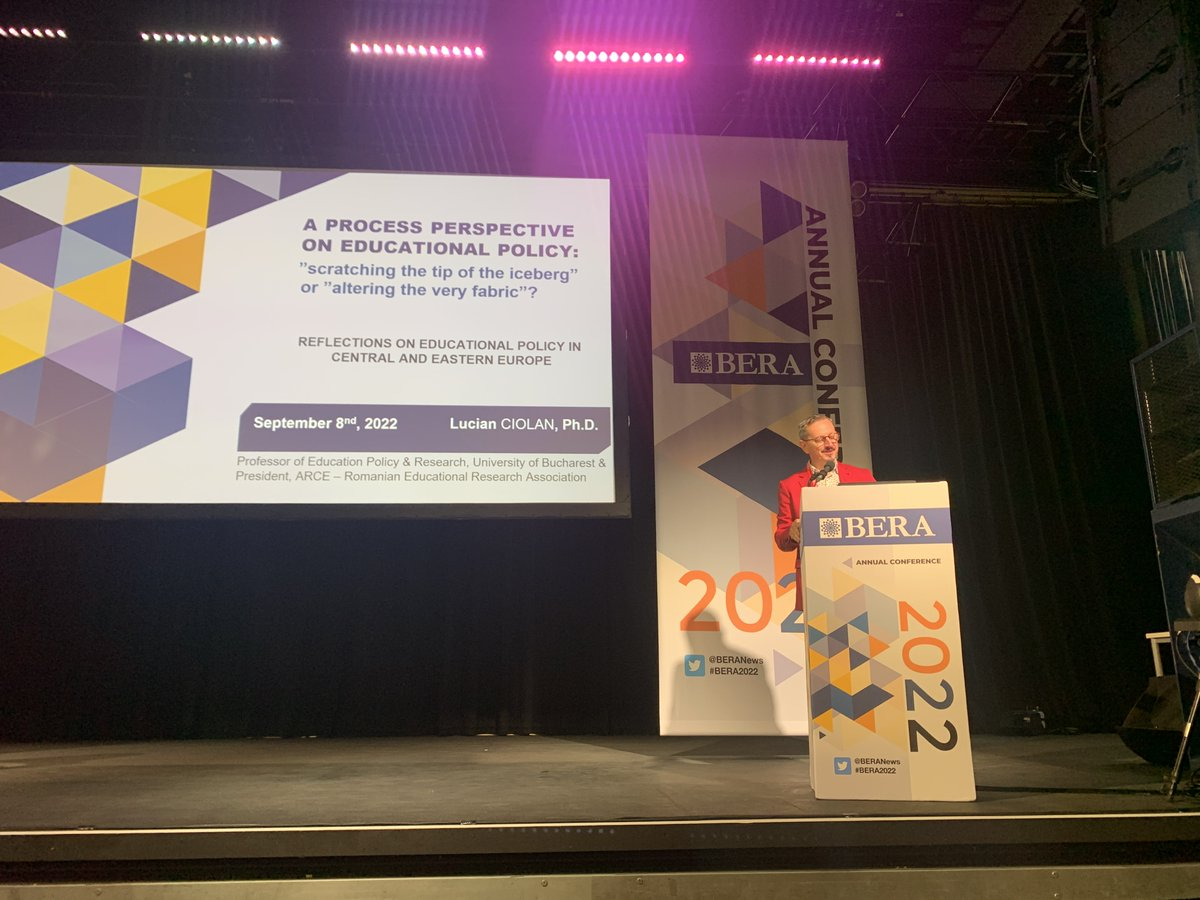 A PROCESS PERSPECTIVE
ON EDUCATIONAL POLICY:
”scratching the tip of the iceberg”
or ”altering the very fabric”?
REFLECTIONS ON EDUCATIONAL POLICY IN
CENTRAL AND EASTERN EUROPE
September 8nd, 2022 Lucian CIOLAN, Ph.D.
Professor of Education Policy & Research, University of Bucharest &
President, ARCE – Romanian Educational Research Association
ANNUAL CONF
BERA
202
@BERANews
#BERA2022
BERA
ANNUAL CONFERENCE
2022
@BERANews
#BERA2022